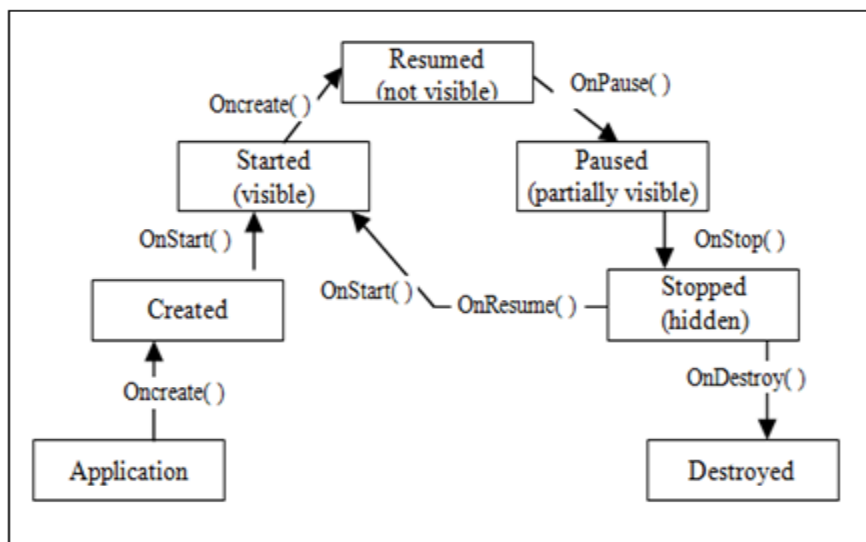 Resumed
(not visible)
Oncreate( )
OnPause( )
Started
(visible)
Paused
(partially visible)
OnStart( )
OnStop( )
Created
OnStart( )
OnResume( )
Stopped
(hidden)
Oncreate( )
OnDestroy( )
Application
Destroyed